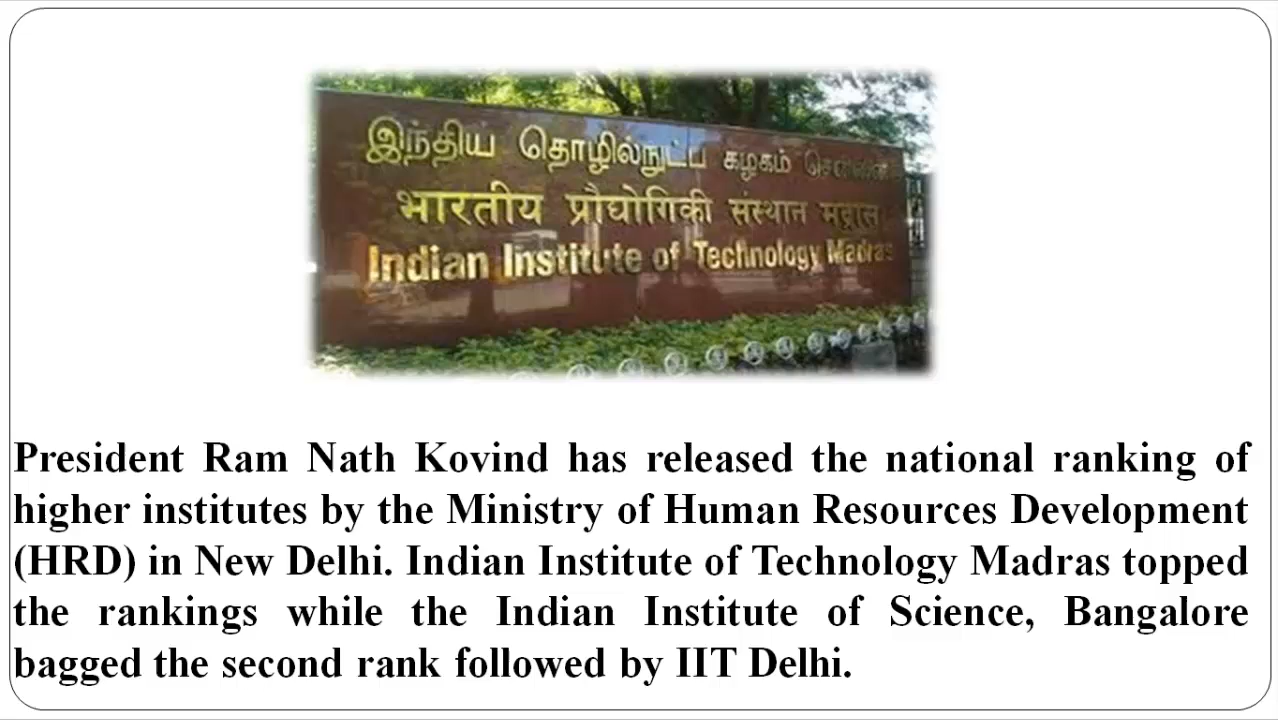 இந்திய தொழில்நுட்ப கழகம் சென்னை
भारतीय प्रौद्योगिकी संस्थान मद्रास
Indian Institute of Technology Madras
President Ram Nath Kovind has released the national ranking of
higher institutes by the Ministry of Human Resources Development
(HRD) in New Delhi. Indian Institute of Technology Madras topped
the rankings while the Indian Institute of Science, Bangalore
bagged the second rank followed by IIT Delhi.